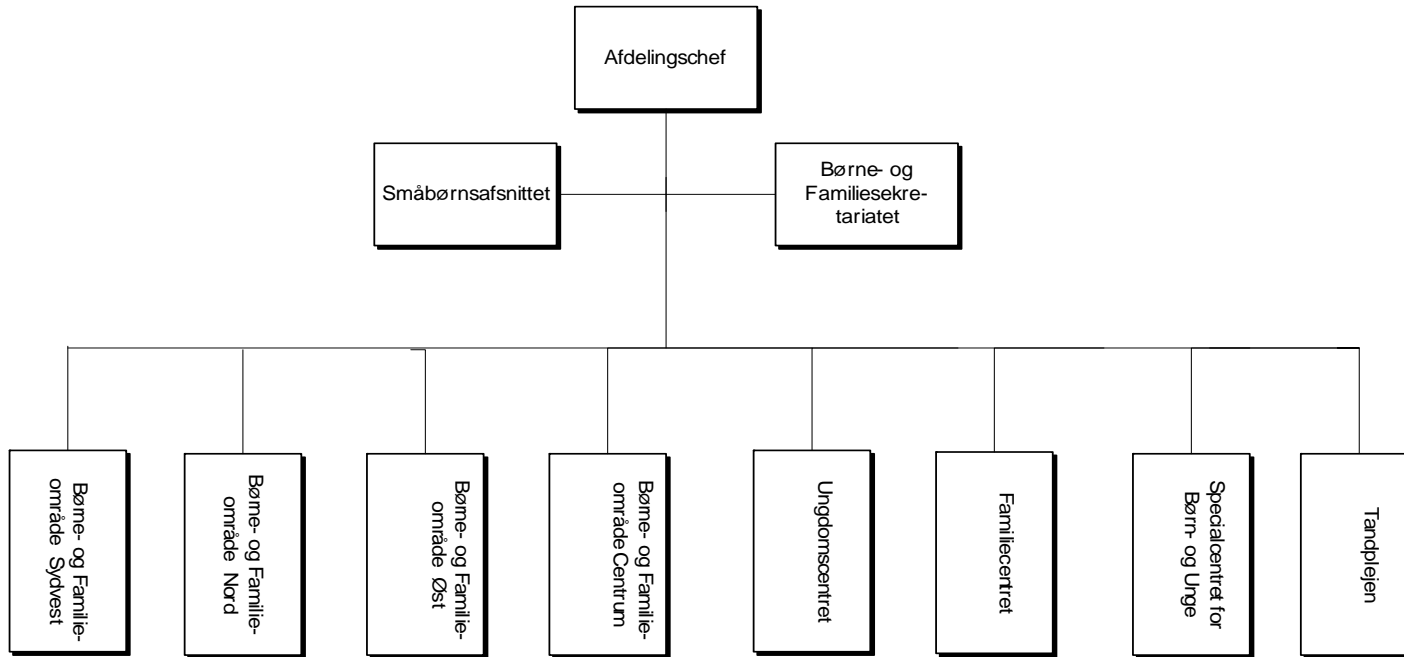 Afdelingschef
Småbørnsafsnittet
Børne- og
Familiesekre-
tariatet
Børne- og Familie-
område Sydvest
Børne- og Familie-
område Nord
Børne- og Familie-
område Øst
Børne- og Familie-
område Centrum
Ungdomscentret
Familiecentret
Specialcentret for
Børn- og Unge
Tandplejen